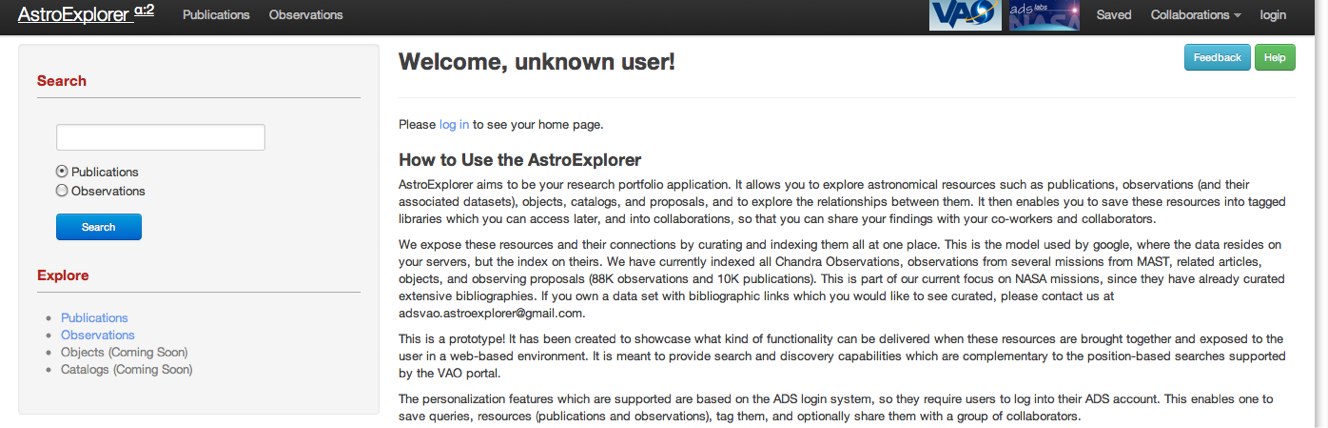 AstroExplorer α:2 Publications Observations VAO ads labs NASA Saved Collaborations login
Search
Publications
Observations
Search
Explore
Publications
Observations
Objects (Coming Soon)
Catalogs (Coming Soon)
Welcome, unknown user!
Feedback Help
Please log in to see your home page.
How to Use the AstroExplorer
AstroExplorer aims to be your research portfolio application. It allows you to explore astronomical resources such as publications, observations (and their
associated datasets), objects, catalogs, and proposals, and to explore the relationships between them. It then enables you to save these resources into tagged
libraries which you can access later, and into collaborations, so that you can share your findings with your co-workers and collaborators.
We expose these resources and their connections by curating and indexing them all at one place. This is the model used by google, where the data resides on
your servers, but the index on theirs. We have currently indexed all Chandra Observations, observations from several missions from MAST, related articles,
objects, and observing proposals (88K observations and 10K publications). This is part of our current focus on NASA missions, since they have already curated
extensive bibliographies. If you own a data set with bibliographic links which you would like to see curated, please contact us at
adsvao.astroexplorer@gmail.com.
This is a prototype! It has been created to showcase what kind of functionality can be delivered when these resources are brought together and exposed to the
user in a web-based environment. It is meant to provide search and discovery capabilities which are complementary to the position-based searches supported
by the VAO portal.
The personalization features which are supported are based on the ADS login system, so they require users to log into their ADS account. This enables one to
save queries, resources (publications and observations), tag them, and optionally share them with a group of collaborators.